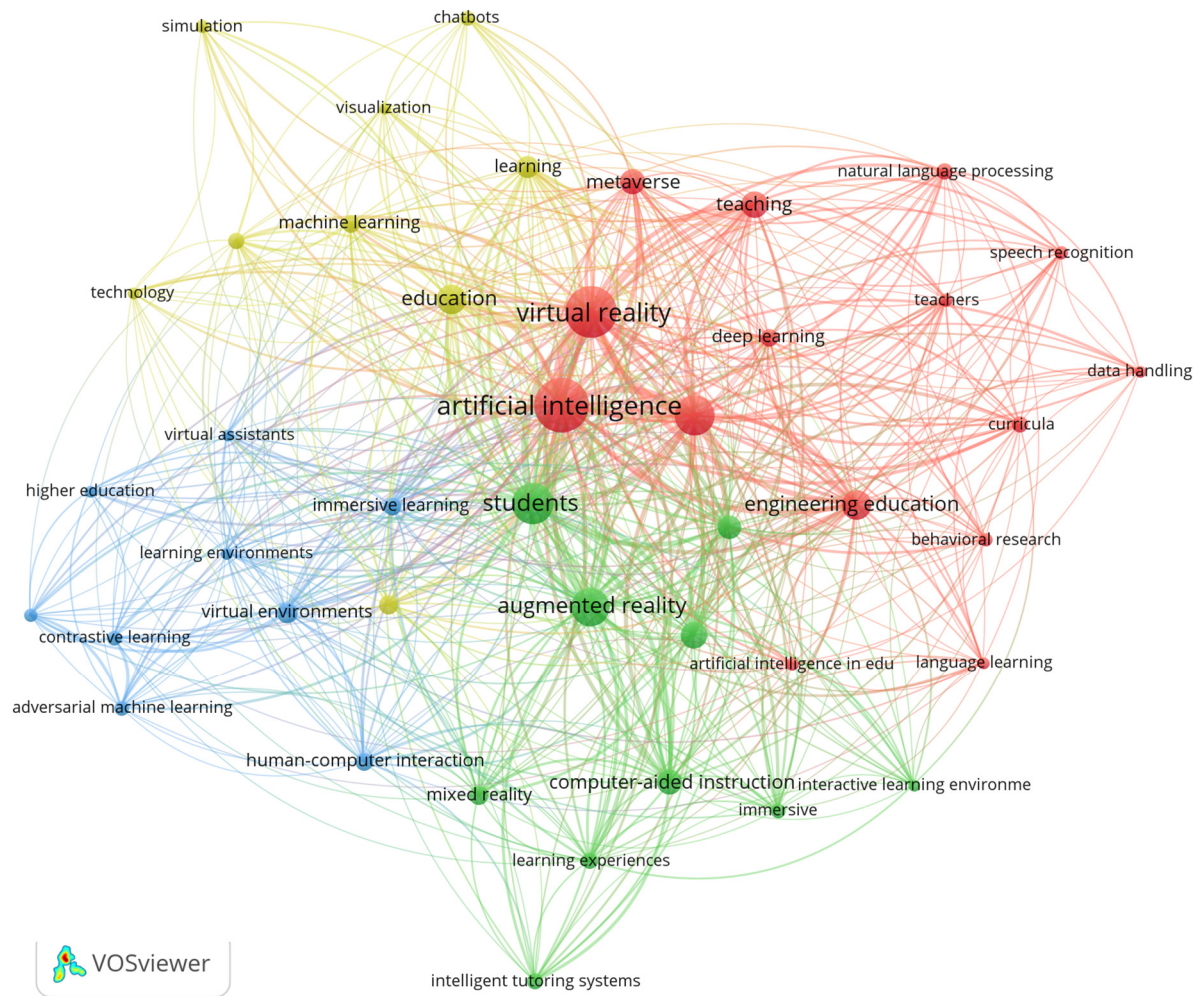 simulation
chatbots
visualization
learning
metaverse
natural language processing
teaching
machine learning
speech recognition
technology
education
teachers
virtual reality
deep learning
data handling
artificial intelligence
curricula
virtual assistants
higher education
immersive learning
students
engineering education
behavioral research
learning environments
virtual environments
augmented reality
contrastive learning
artificial intelligence in edu
language learning
adversarial machine learning
human-computer interaction
computer-aided instruction
interactive learning environme
mixed reality
immersive
learning experiences
VOSviewer
intelligent tutoring systems